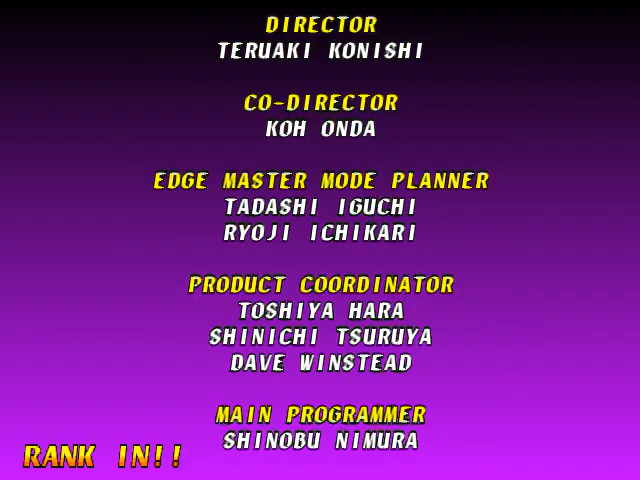 DIRECTOR
TERUAKI KONISHI
CO-DIRECTOR
KOH ONDA
EDGE MASTER MODE PLANNER
TADASHI IGUCHI
RYOJI ICHIKARI
PRODUCT COORDINATOR
TOSHIYA HARA
SHINICHI TSURUYA
DAVE WINSTEAD
MAIN PROGRAMMER
SHINOBU NIMURA
RANK IN!!